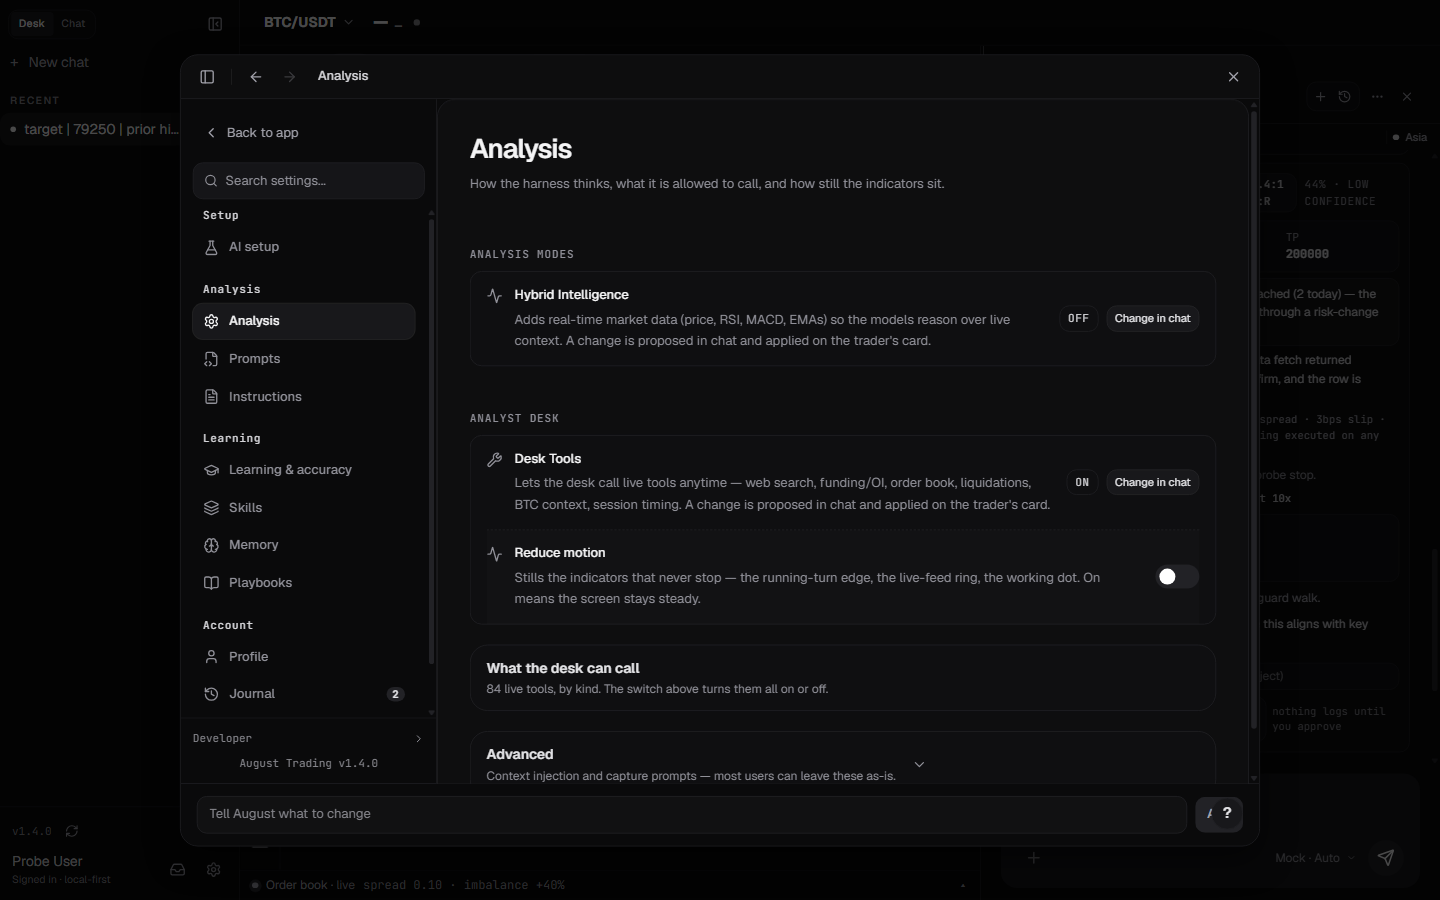 Desk
Chat
BTC/USDT
+ New chat
RECENT
target | 79250 | prior hi...
Analysis
Back to app
Search settings...
Setup
AI setup
Analysis
Analysis
Prompts
Instructions
Learning
Learning & accuracy
Skills
Memory
Playbooks
Account
Profile
Journal
2
Developer
August Trading v1.4.0
Analysis
How the harness thinks, what it is allowed to call, and how still the indicators sit.
ANALYSIS MODES
Hybrid Intelligence
Adds real-time market data (price, RSI, MACD, EMAs) so the models reason over live
context. A change is proposed in chat and applied on the trader's card.
OFF
Change in chat
ANALYST DESK
Desk Tools
Lets the desk call live tools anytime — web search, funding/OI, order book, liquidations,
BTC context, session timing. A change is proposed in chat and applied on the trader's card.
ON
Change in chat
Reduce motion
Stills the indicators that never stop — the running-turn edge, the live-feed ring, the working dot. On
means the screen stays steady.
What the desk can call
84 live tools, by kind. The switch above turns them all on or off.
Advanced
Context injection and capture prompts — most users can leave these as-is.
Tell August what to change
?
Asia
.4:1
:R
44% · LOW
CONFIDENCE
TP
200000
ached (2 today) — the
through a risk-change
ta fetch returned
firm, and the row is
spread · 3bps slip ·
ing executed on any
probe stop.
t 10x
guard walk.
this aligns with key
ject)
nothing logs until
you approve
v1.4.0
Probe User
Signed in · local-first
Order book · live spread 0.10 · imbalance +40%
Mock · Auto